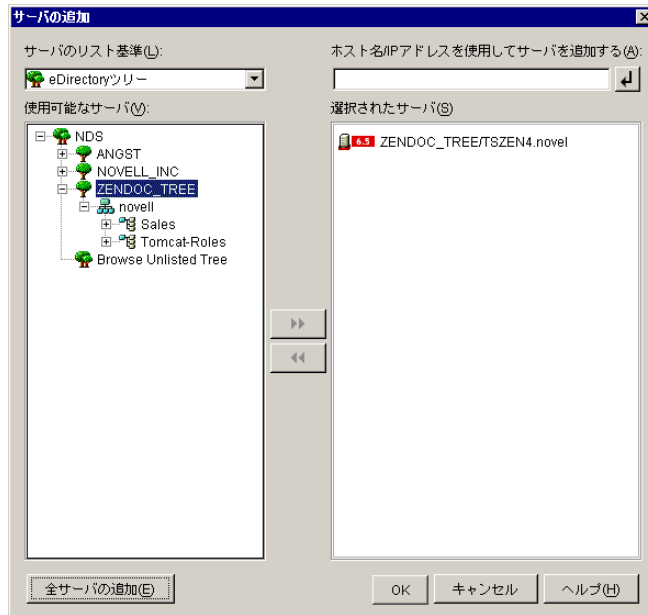 サーバの追加
サーバのリスト基準(L):
eDirectoryツリー
使用可能なサーバ(V):
NDS
ANGST
NOVELL_INC
ZENDOC_TREE
novell
Sales
Tomcat-Roles
Browse Unlisted Tree
ホスト名/IPアドレスを使用してサーバを追加する(A):
選択されたサーバ(S)
6.5 ZENDOC_TREE/TSZEN4.novel
全サーバの追加(E)
OK
キャンセル
ヘルプ(H)